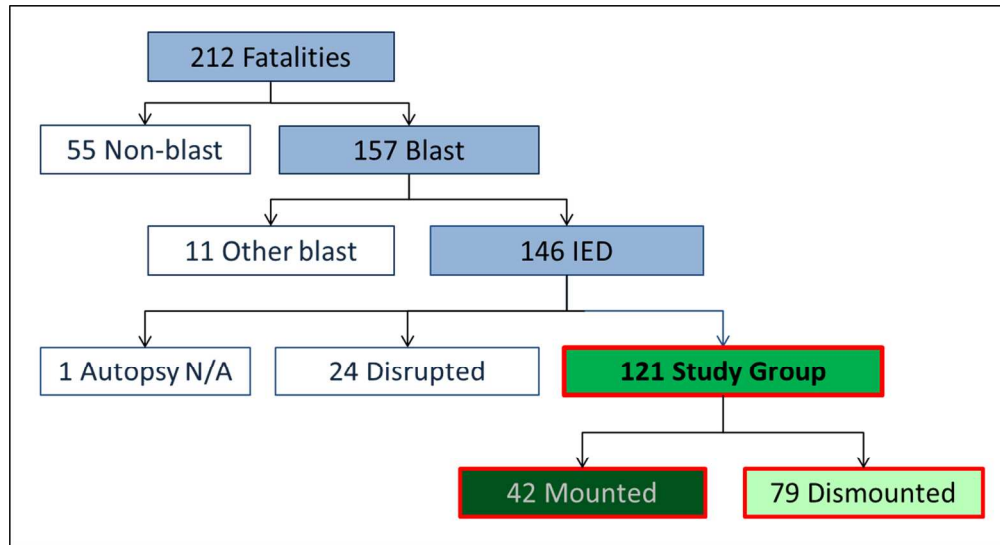 212 Fatalities
55 Non-blast
157 Blast
11 Other blast
146 IED
1 Autopsy N/A
24 Disrupted
121 Study Group
42 Mounted
79 Dismounted